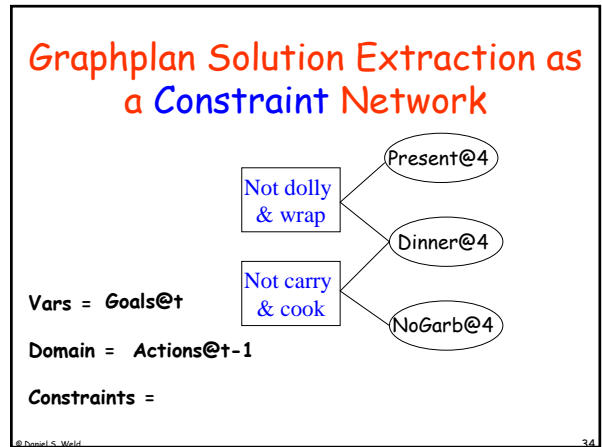 Graphplan Solution Extraction as
a Constraint Network
Present@4
Not dolly
& wrap
Dinner@4
Not carry
& cook
NoGarb@4
Vars = Goals@t
Domain = Actions@t-1
Constraints =
© Daniel S. Weld
34